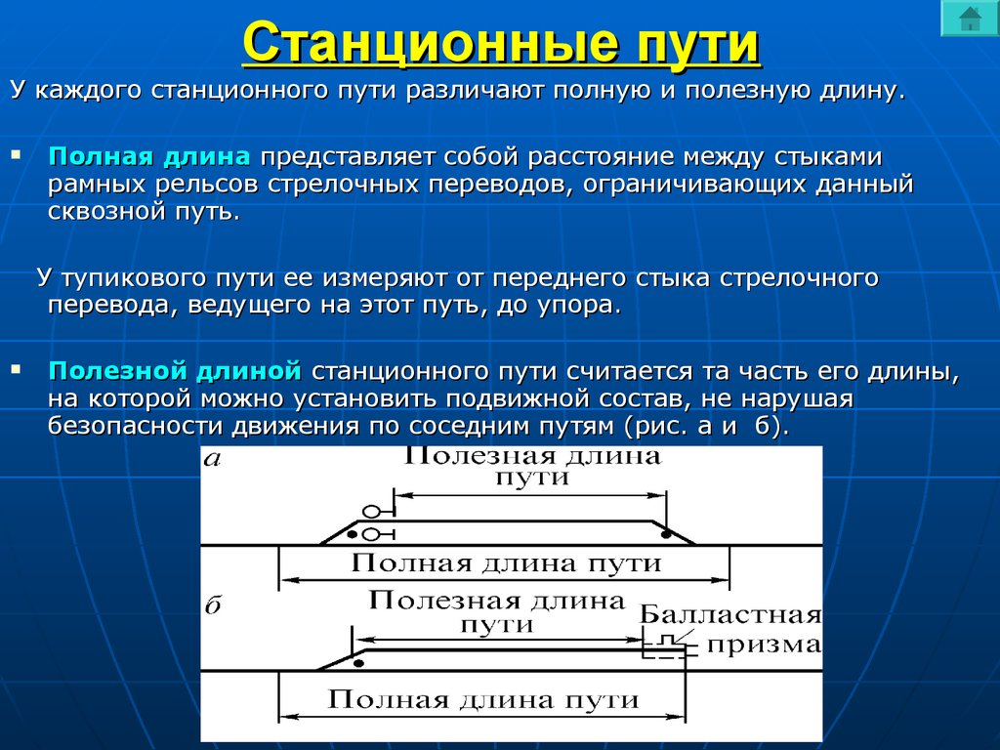 Станционные пути
У каждого станционного пути различают полную и полезную длину.
Полная длина представляет собой расстояние между стыками
рамных рельсов стрелочных переводов, ограничивающих данный
сквозной путь.
У тупикового пути ее измеряют от переднего стыка стрелочного
перевода, ведущего на этот путь, до упора.
Полезной длиной станционного пути считается та часть его длины,
на которой можно установить подвижной состав, не нарушая
безопасности движения по соседним путям (рис. а и б).
а
Полезная длина
пути
Полная длина пути
б
Полезная длина
пути
Балластная
призма
Полная длина пути